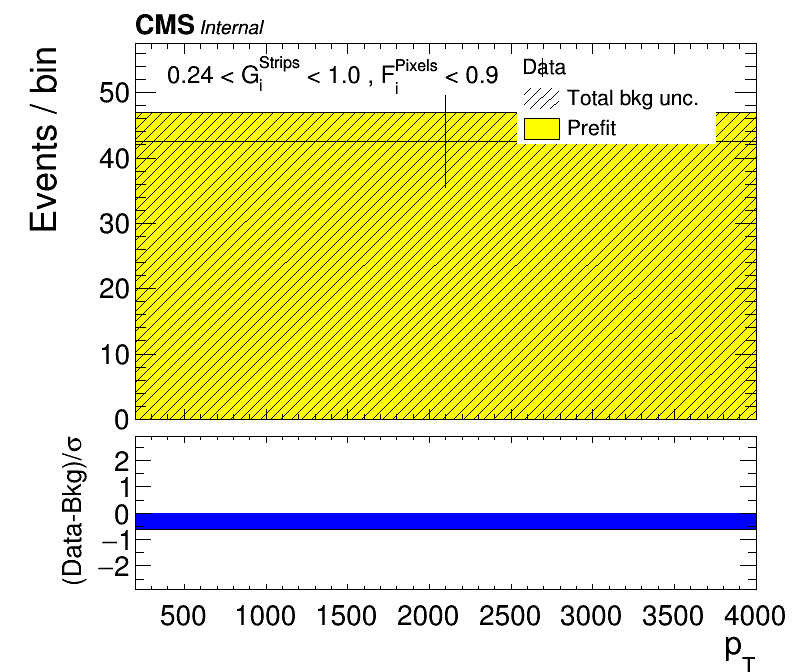 CMS Internal
Events / bin
0.24 < G_i^Strips < 1.0 , F_i^Pixels < 0.9
Data
Total bkg unc.
Prefit
50
40
30
20
10
0
(Data-Bkg)/σ
2
1
0
−1
−2
500 1000 1500 2000 2500 3000 3500 4000
p_T